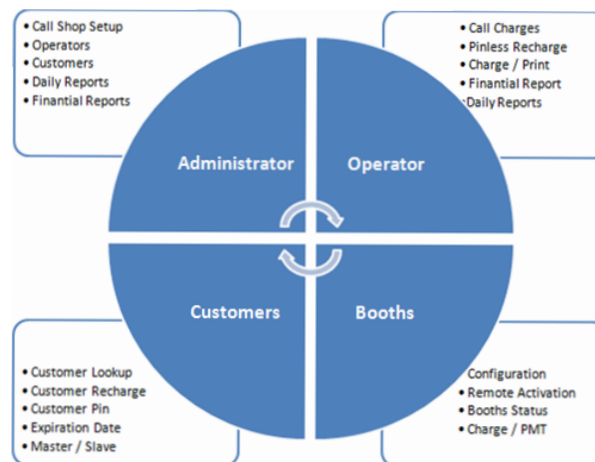 • Call Shop Setup
• Operators
• Customers
• Daily Reports
• Finantial Reports
• Call Charges
• Pinless Recharge
• Charge / Print
• Finantial Report
•Daily Reports
Administrator
Operator
Customers
Booths
• Customer Lookup
• Customer Recharge
• Customer Pin
• Expiration Date
• Master / Slave
Configuration
• Remote Activation
• Booths Status
• Charge / PMT